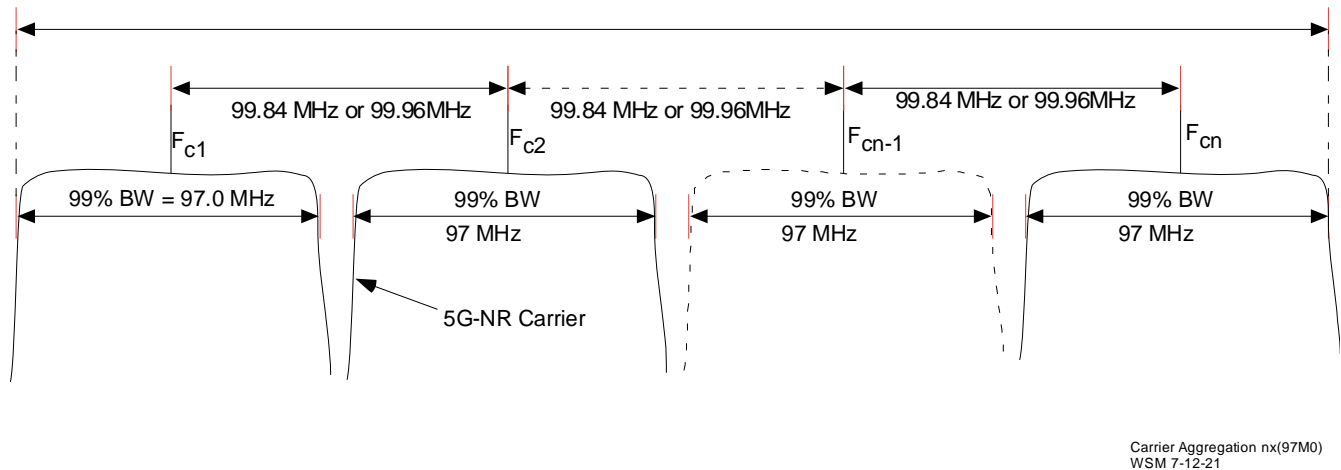 99.84 MHz or 99.96MHz
99.84 MHz or 99.96MHz
99.84 MHz or 99.96MHz
Fc1
Fc2
Fcn-1
Fcn
99% BW = 97.0 MHz
99% BW
99% BW
99% BW
97 MHz
97 MHz
97 MHz
5G-NR Carrier
Carrier Aggregation nx(97M0)
WSM 7-12-21